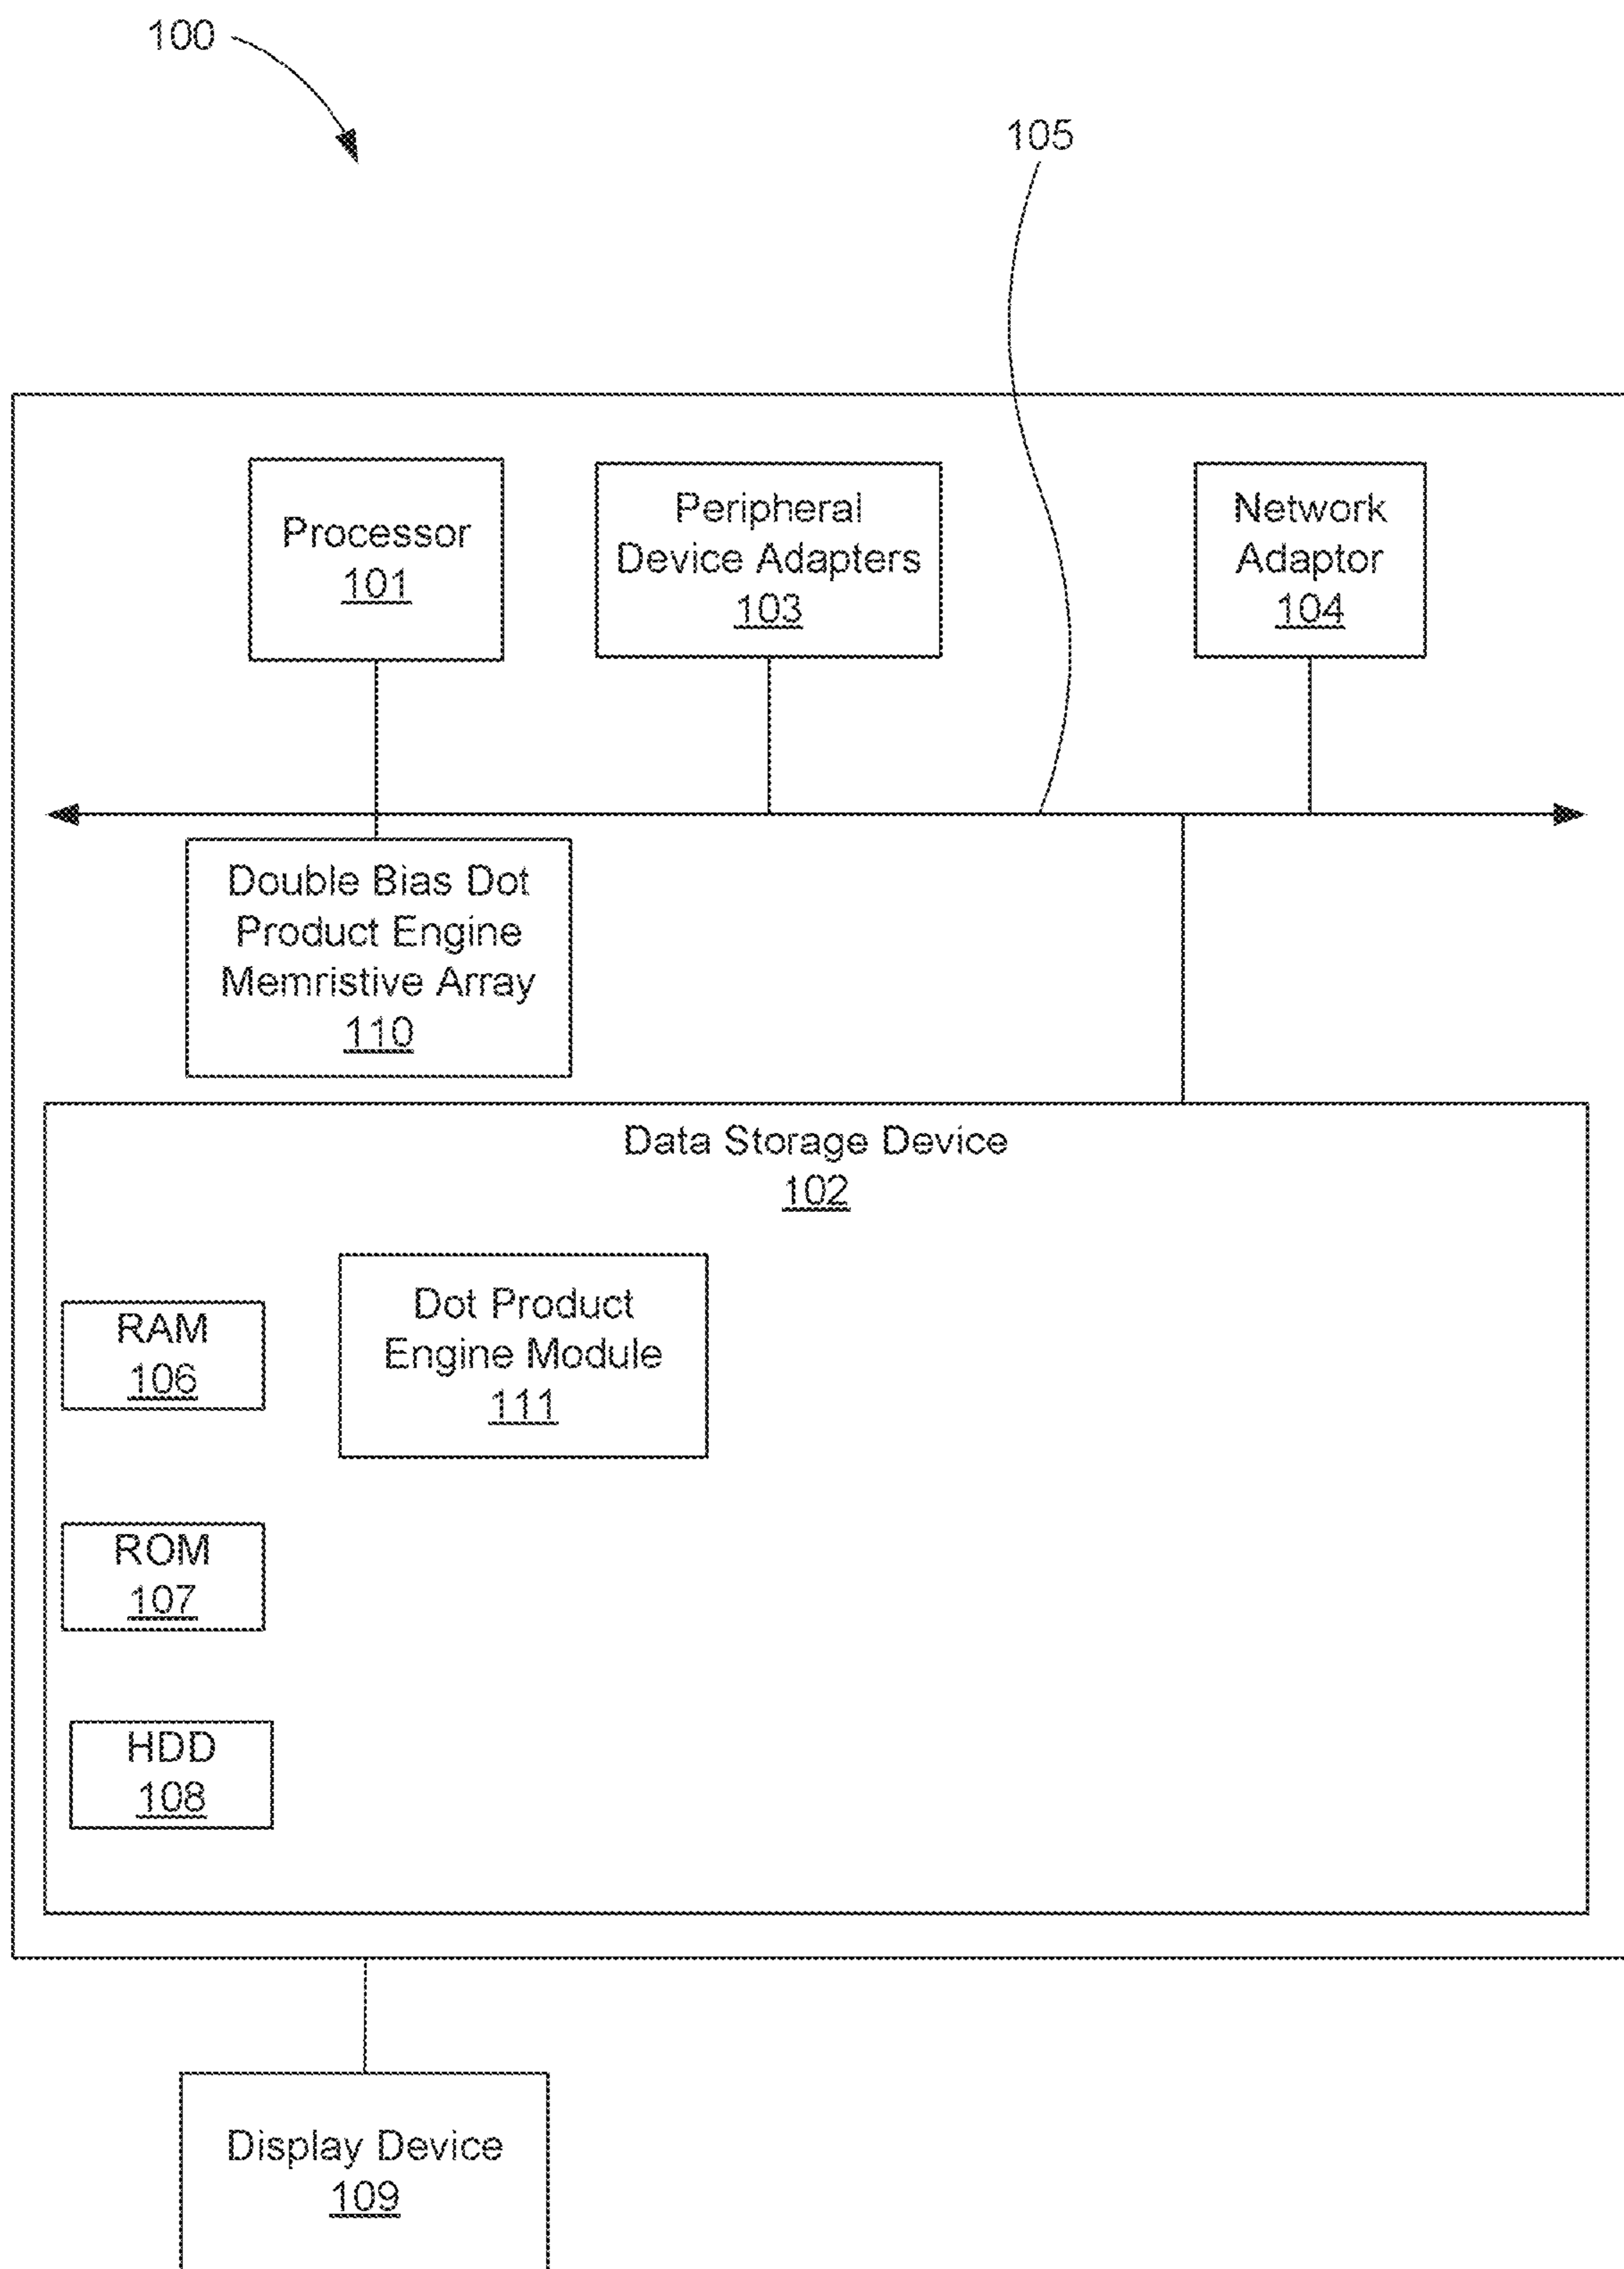 100
105
Processor
101
Peripheral
Device Adapters
103
Network
Adaptor
104
Double Bias Dot
Product Engine
Memristive Array
110
Data Storage Device
102
Dot Product
Engine Module
111
RAM
106
ROM
107
HDD
108
Display Device
109